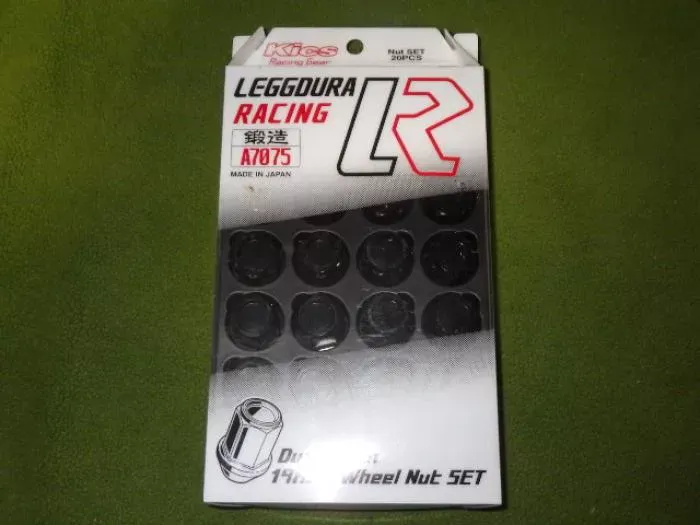 Kics
Racing Gear
Nut SET
20PCS
LEGGDURA
RACING
鍛造
A7075
MADE IN JAPAN
LR
Wheel Nut SET